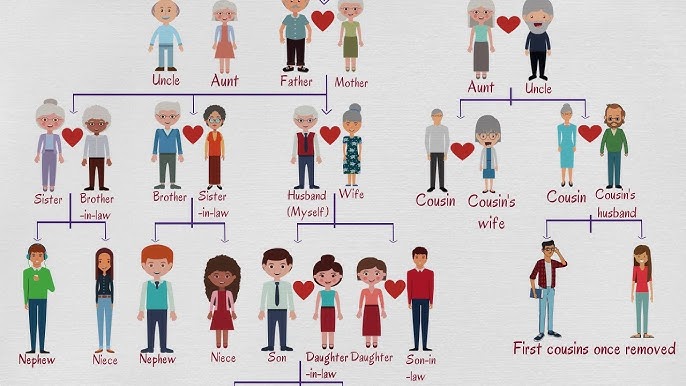 Uncle
Aunt
Father
Mother
Aunt
Uncle
Sister
Brother
-in-law
Brother
Sister
-in-law
Husband
(Myself)
Wife
Cousin
Cousin's
wife
Cousin
Cousin's
husband
Nephew
Niece
Nephew
Niece
Son
Daughter
-in-law
Daughter
Son-in
-law
First cousins once removed